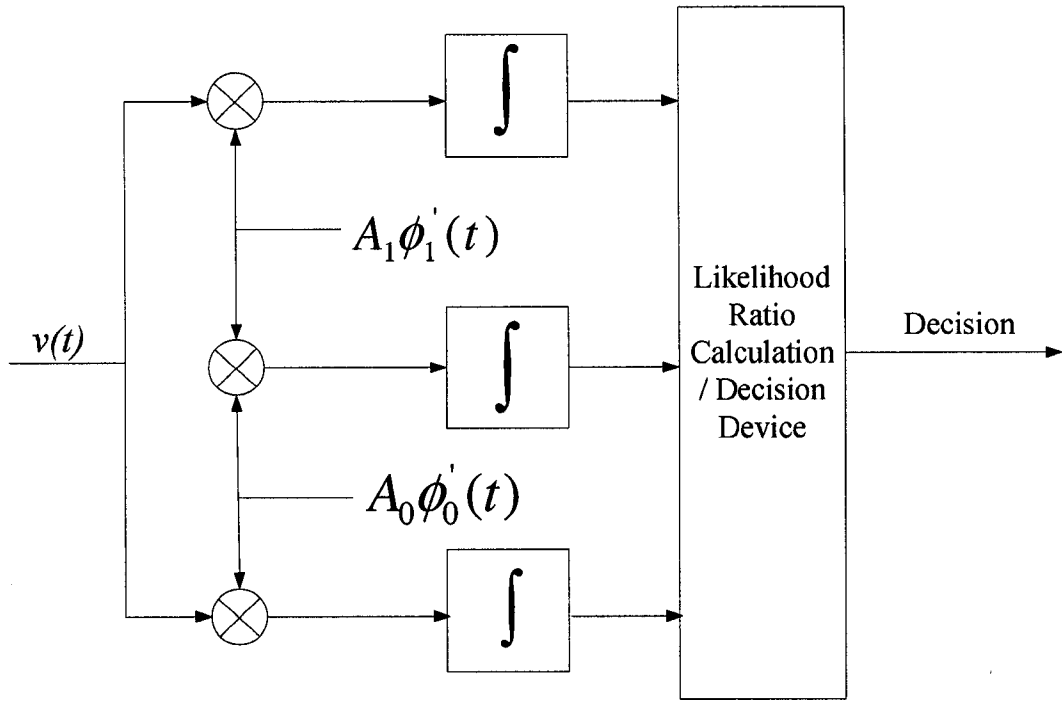 ∫
A₁ϕ₁'(t)
v(t)
∫
Likelihood
Ratio
Calculation
/ Decision
Device
Decision
A₀ϕ₀'(t)
∫